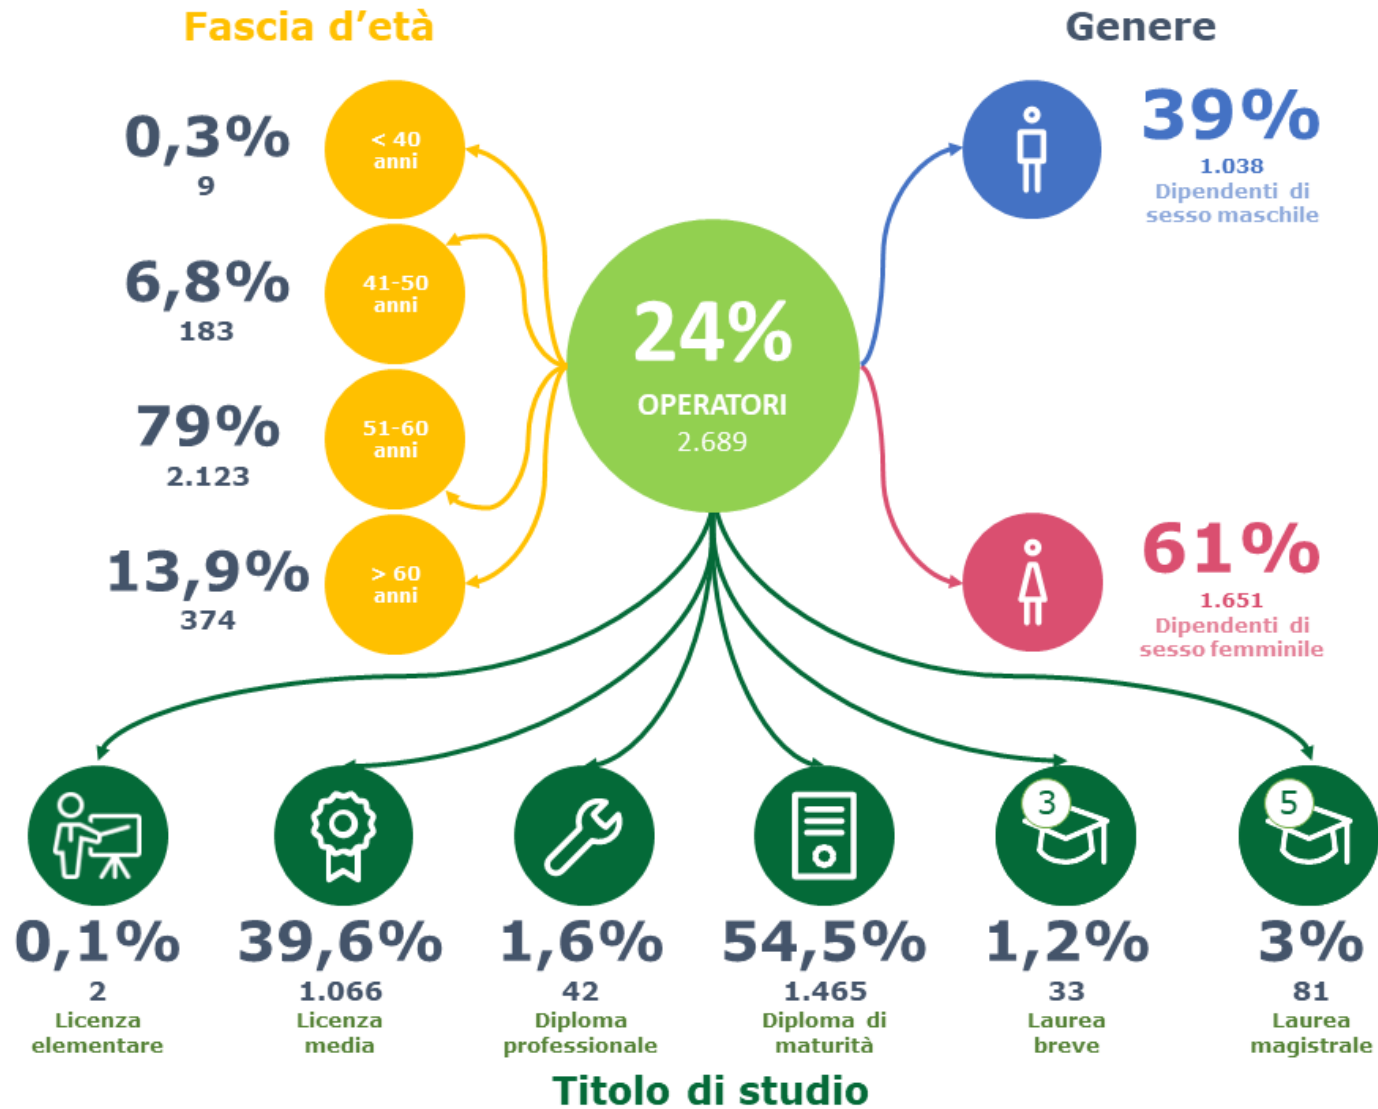 Fascia d’età
Genere
0,3%
9
< 40
anni
6,8%
183
41-50
anni
79%
2.123
51-60
anni
13,9%
374
> 60
anni
24%
OPERATORI
2.689
39%
1.038
Dipendenti di
sesso maschile
61%
1.651
Dipendenti di
sesso femminile
0,1%
2
Licenza
elementare
39,6%
1.066
Licenza
media
1,6%
42
Diploma
professionale
54,5%
1.465
Diploma di
maturità
3
1,2%
33
Laurea
breve
5
3%
81
Laurea
magistrale
Titolo di studio